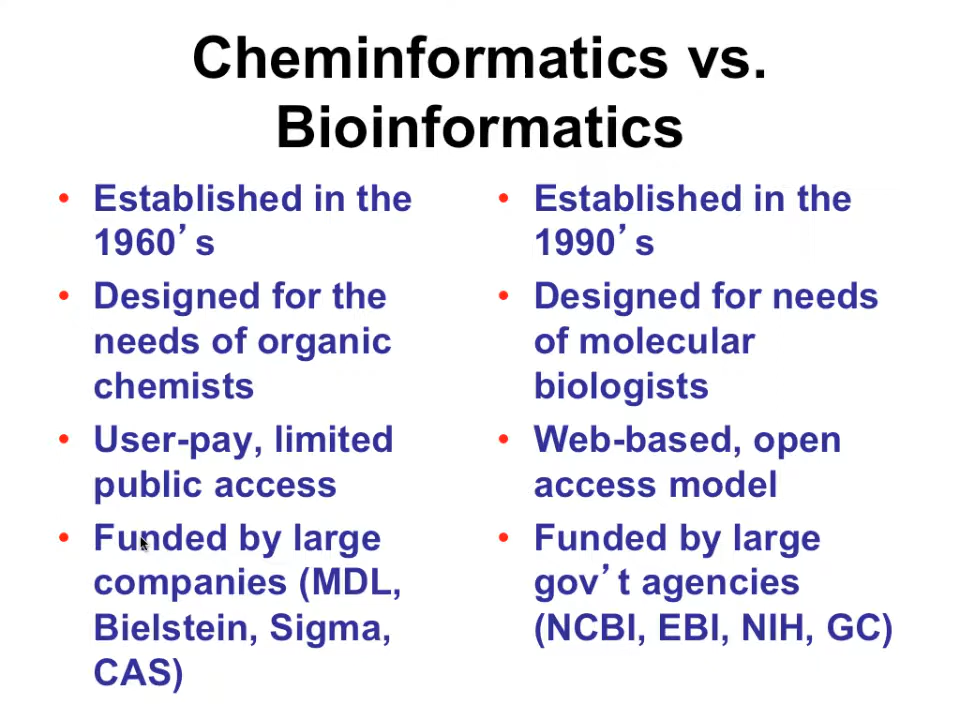 Cheminformatics vs.
Bioinformatics
• Established in the
1960’s
• Designed for the
needs of organic
chemists
• User-pay, limited
public access
• Funded by large
companies (MDL,
Bielstein, Sigma,
CAS)
• Established in the
1990’s
• Designed for needs
of molecular
biologists
• Web-based, open
access model
• Funded by large
gov’t agencies
(NCBI, EBI, NIH, GC)